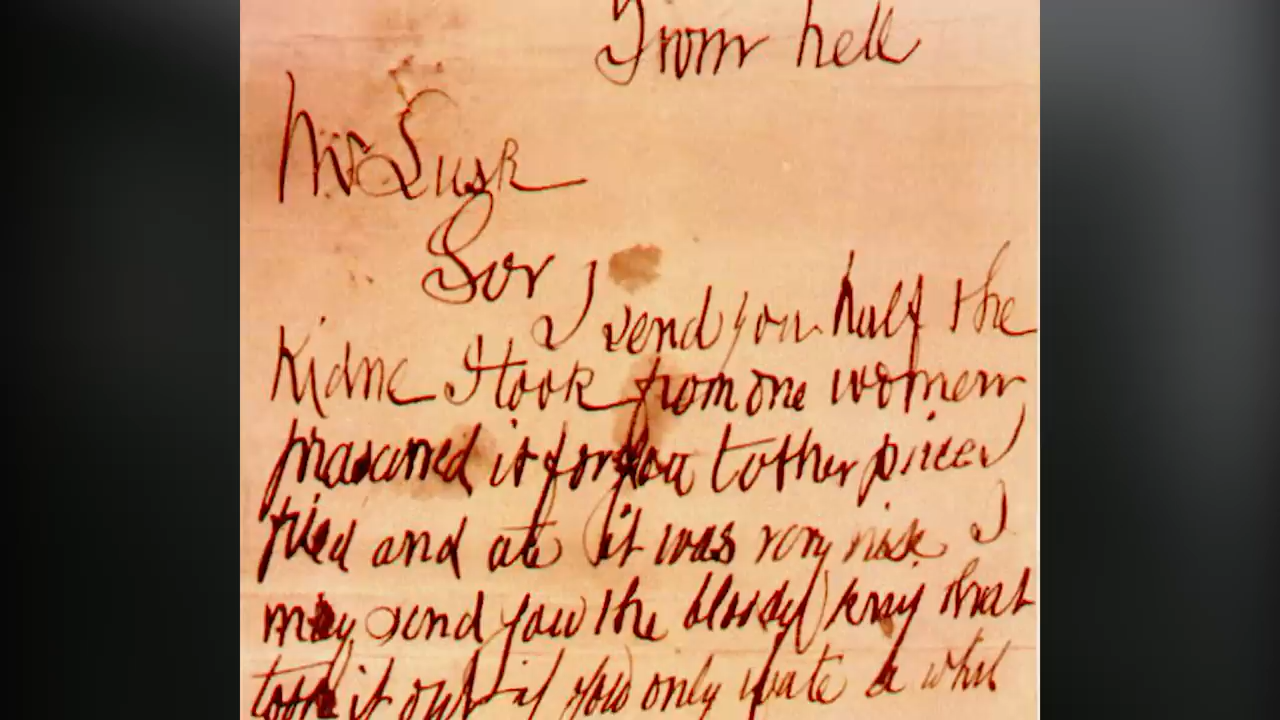 From hell
Mr Lusk
Sor
I send you half the
Kidne I took from one women
prasarved it for you tother piece I
fried and ate it was very nise I
may send you the bloody knif that
took it out if you only wate a whil